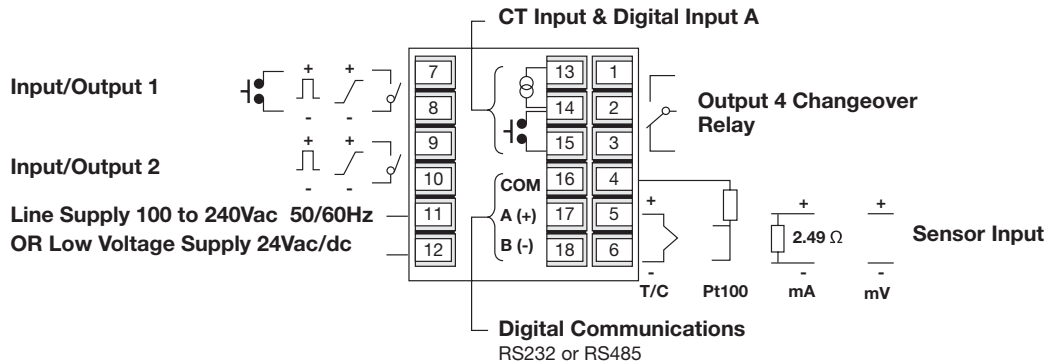 CT Input & Digital Input A
Input/Output 1
+ +
- -
7
8
13
14
1
2
Output 4 Changeover
Relay
Input/Output 2
+ +
- -
9
10
15
3
COM
16
4
Line Supply 100 to 240Vac 50/60Hz
11
A (+)
17
5
OR Low Voltage Supply 24Vac/dc
12
B (-)
18
6
+
-
T/C
Pt100
+
2.49 Ω
-
mA
+
-
mV
Sensor Input
Digital Communications
RS232 or RS485